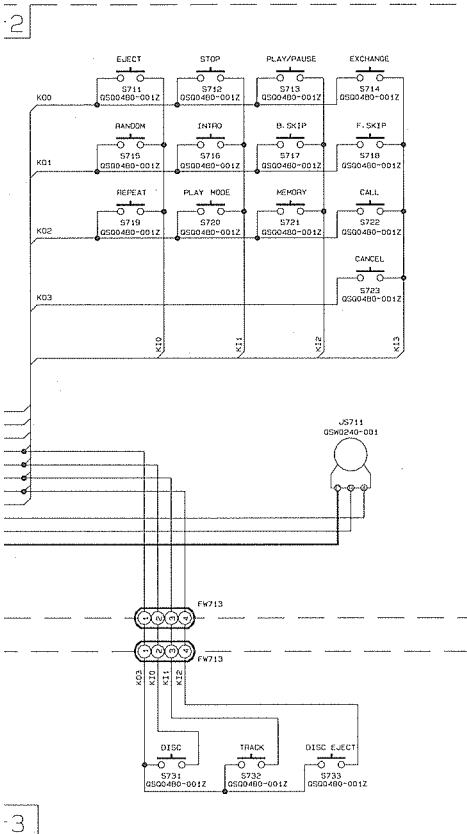 2
EJECT STOP PLAY/PAUSE EXCHANGE
S711 S712 S713 S714
KO0 QSQ0480-001Z QSQ0480-001Z QSQ0480-001Z QSQ0480-001Z
RANDOM INTRO B.SKIP F.SKIP
S715 S716 S717 S718
KO1 QSQ0480-001Z QSQ0480-001Z QSQ0480-001Z QSQ0480-001Z
REPEAT PLAY MODE MEMORY CALL
S719 S720 S721 S722
KO2 QSQ0480-001Z QSQ0480-001Z QSQ0480-001Z QSQ0480-001Z
CANCEL
S723
KO3 QSQ0480-001Z
KI0 KI1 KI2 KI3
JS711
QSW0240-001
FW713
1 2 3 4
1 2 3 4
FW713
KO3 KI0 KI1 KI2
DISC TRACK DISC EJECT
S731 S732 S733
QSQ0480-001Z QSQ0480-001Z QSQ0480-001Z
3